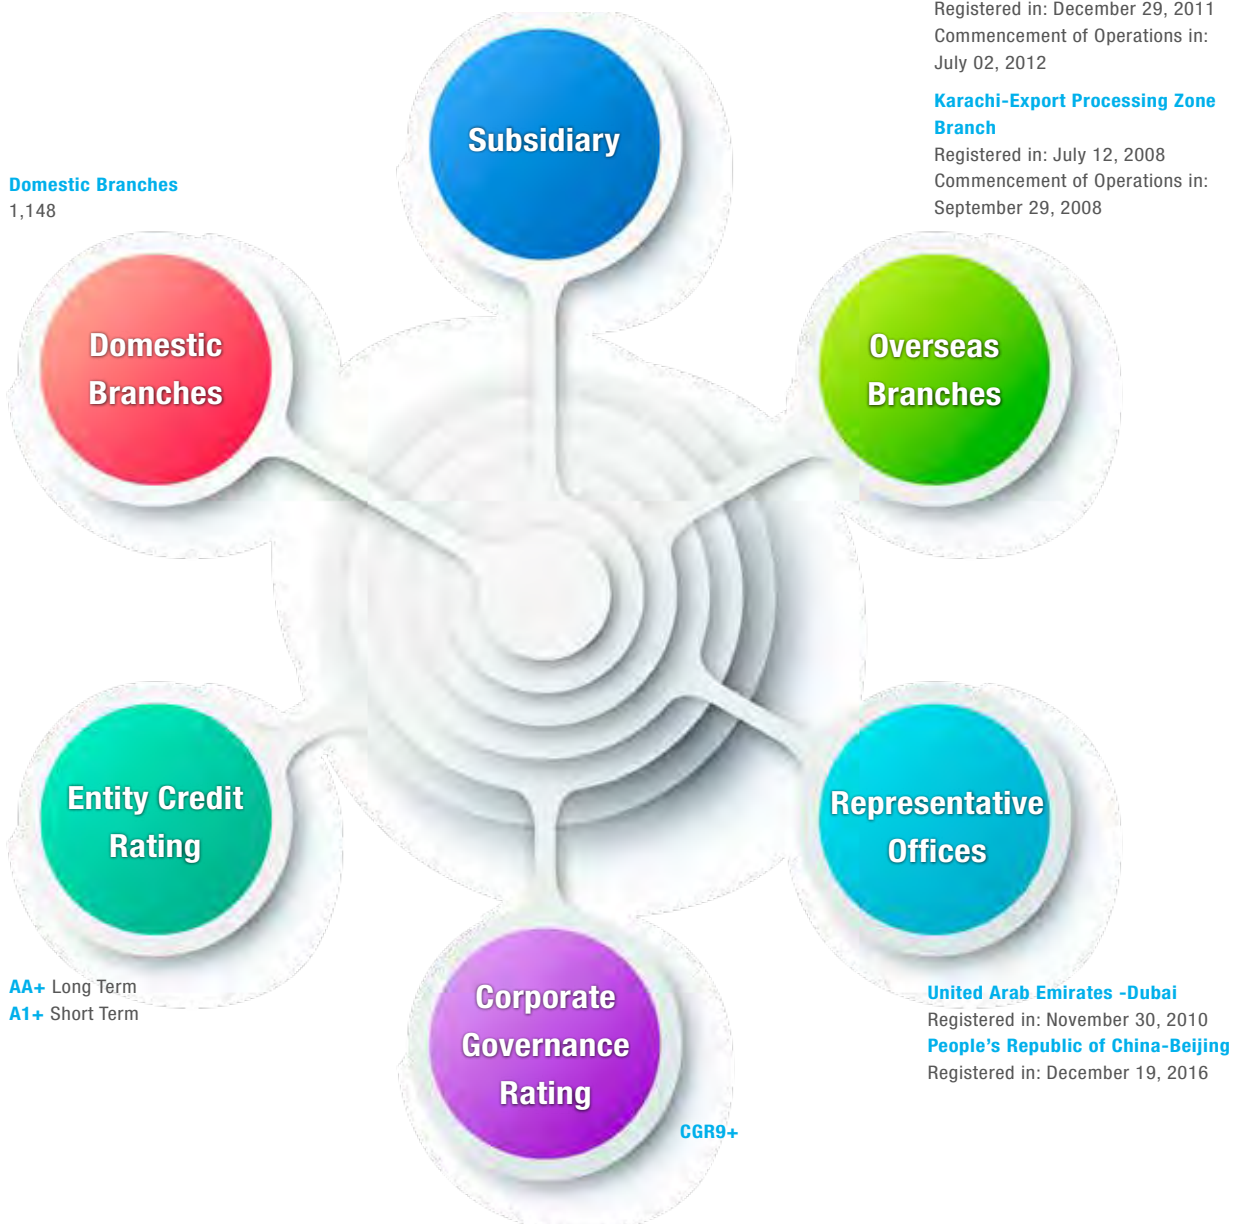 Registered in: December 29, 2011
Commencement of Operations in:
July 02, 2012
Karachi-Export Processing Zone
Branch
Registered in: July 12, 2008
Commencement of Operations in:
September 29, 2008
Subsidiary
Domestic Branches
1,148
Domestic
Branches
Overseas
Branches
Entity Credit
Rating
Representative
Offices
AA+ Long Term
A1+ Short Term
Corporate
Governance
Rating
CGR9+
United Arab Emirates -Dubai
Registered in: November 30, 2010
People's Republic of China-Beijing
Registered in: December 19, 2016